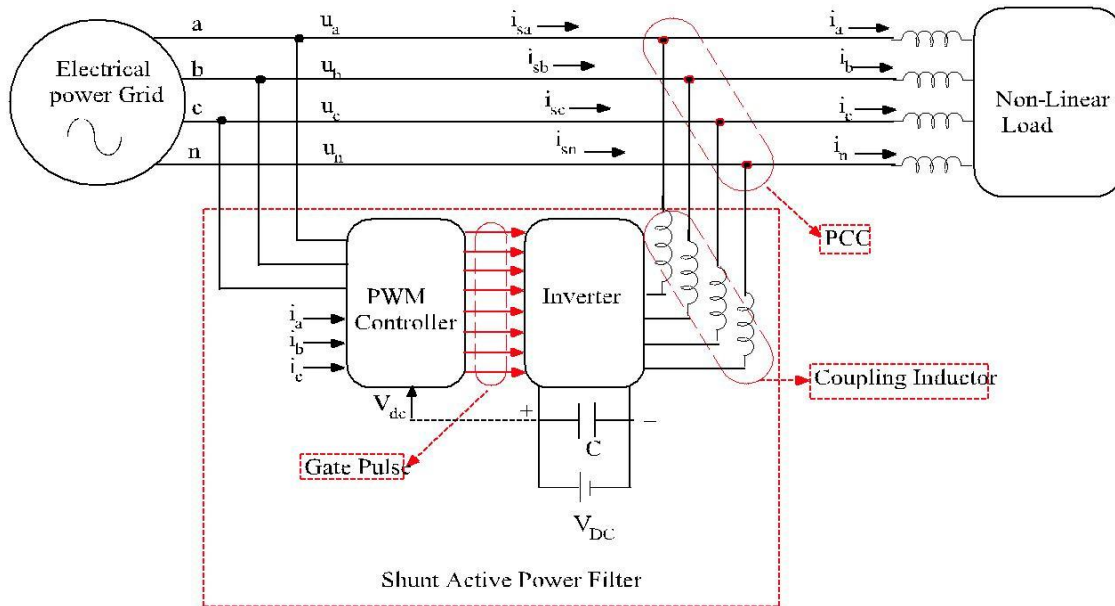 a
u_a
i_sa
i_a
Electrical
power Grid
b
u_b
i_sb
i_b
c
u_c
i_sc
i_c
n
u_n
i_sn
i_n
Non-Linear
Load
PCC
PWM
Controller
Inverter
i_a
i_b
i_c
V_dc
+
−
C
Coupling Inductor
Gate Pulse
V_DC
Shunt Active Power Filter